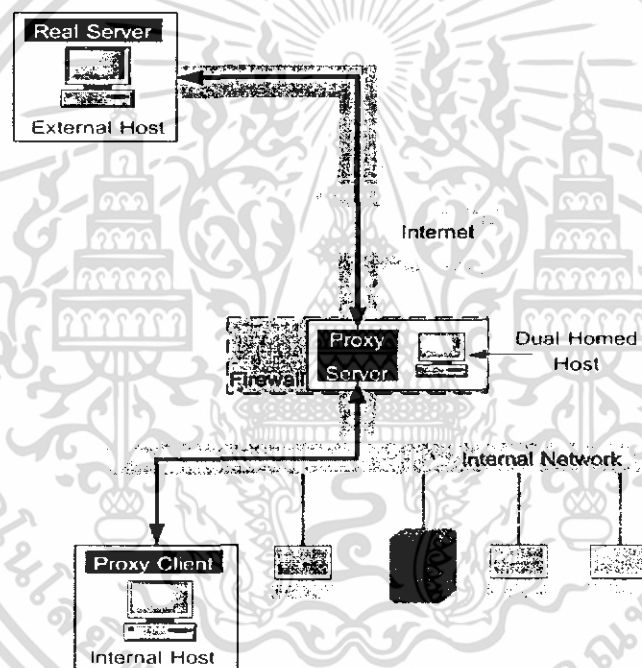 Real Server
External Host
Internet
Proxy
Server
Firewall
Dual Homed
Host
Internal Network
Proxy Client
Internal Host